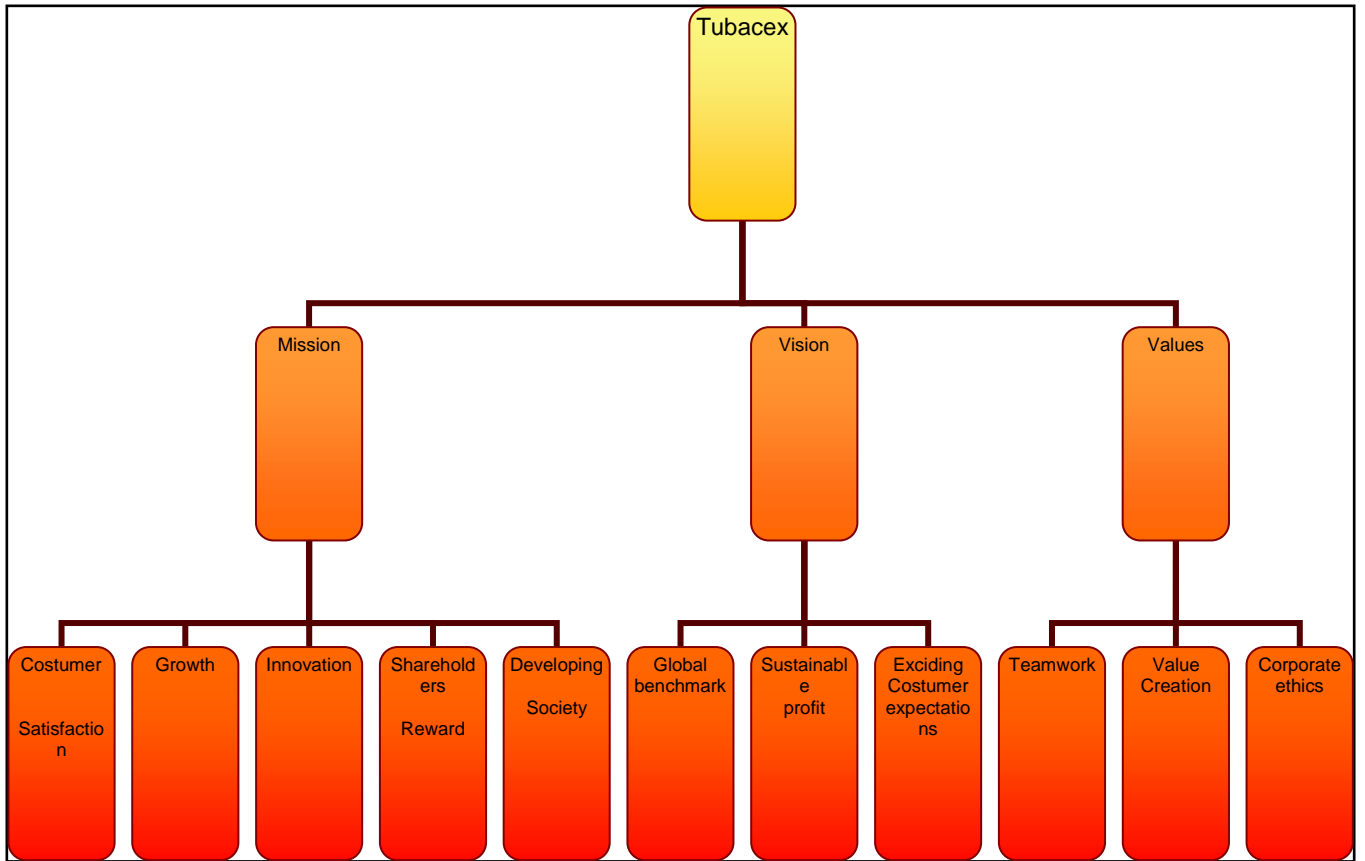 Tubacex
Mission
Vision
Values
Costumer
Satisfactio
n
Growth
Innovation
Sharehold
ers
Reward
Developing
Society
Global
benchmark
Sustainabl
e
profit
Exciding
Costumer
expectatio
ns
Teamwork
Value
Creation
Corporate
ethics